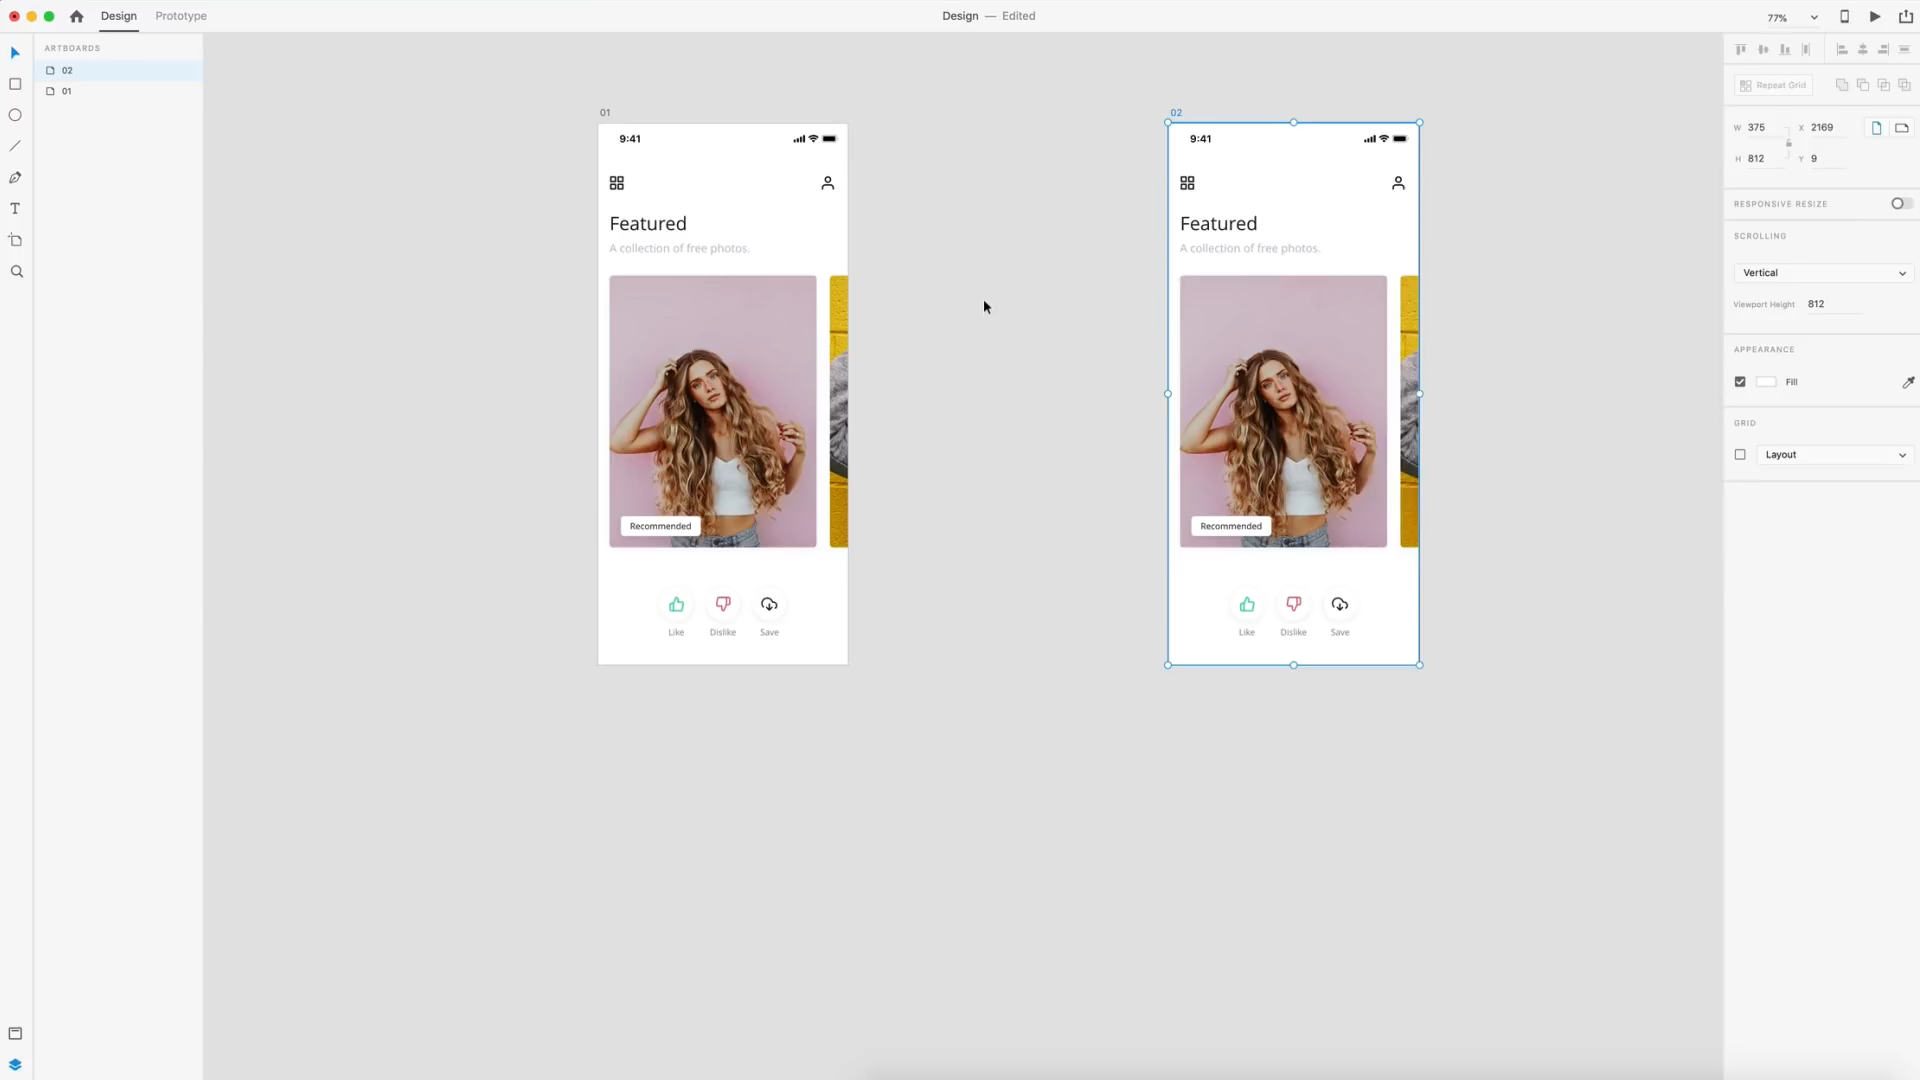 Design
Prototype
Design — Edited
77%
ARTBOARDS
02
01
01
9:41
Featured
A collection of free photos.
Recommended
Like
Dislike
Save
02
9:41
Featured
A collection of free photos.
Recommended
Like
Dislike
Save
Repeat Grid
W 375
X 2169
H 812
Y 9
RESPONSIVE RESIZE
SCROLLING
Vertical
Viewport Height 812
APPEARANCE
Fill
GRID
Layout